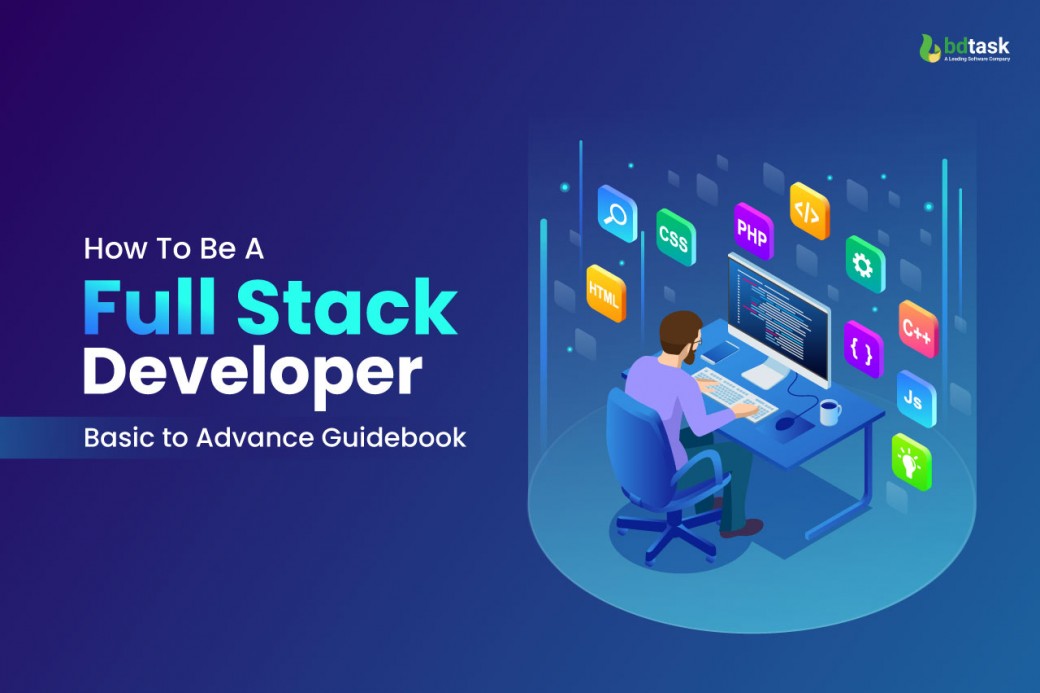 bdtask
A Leading Software Company
How To Be A
Full Stack
Developer
Basic to Advance Guidebook
CSS
PHP
</>
HTML
C++
{ }
Js